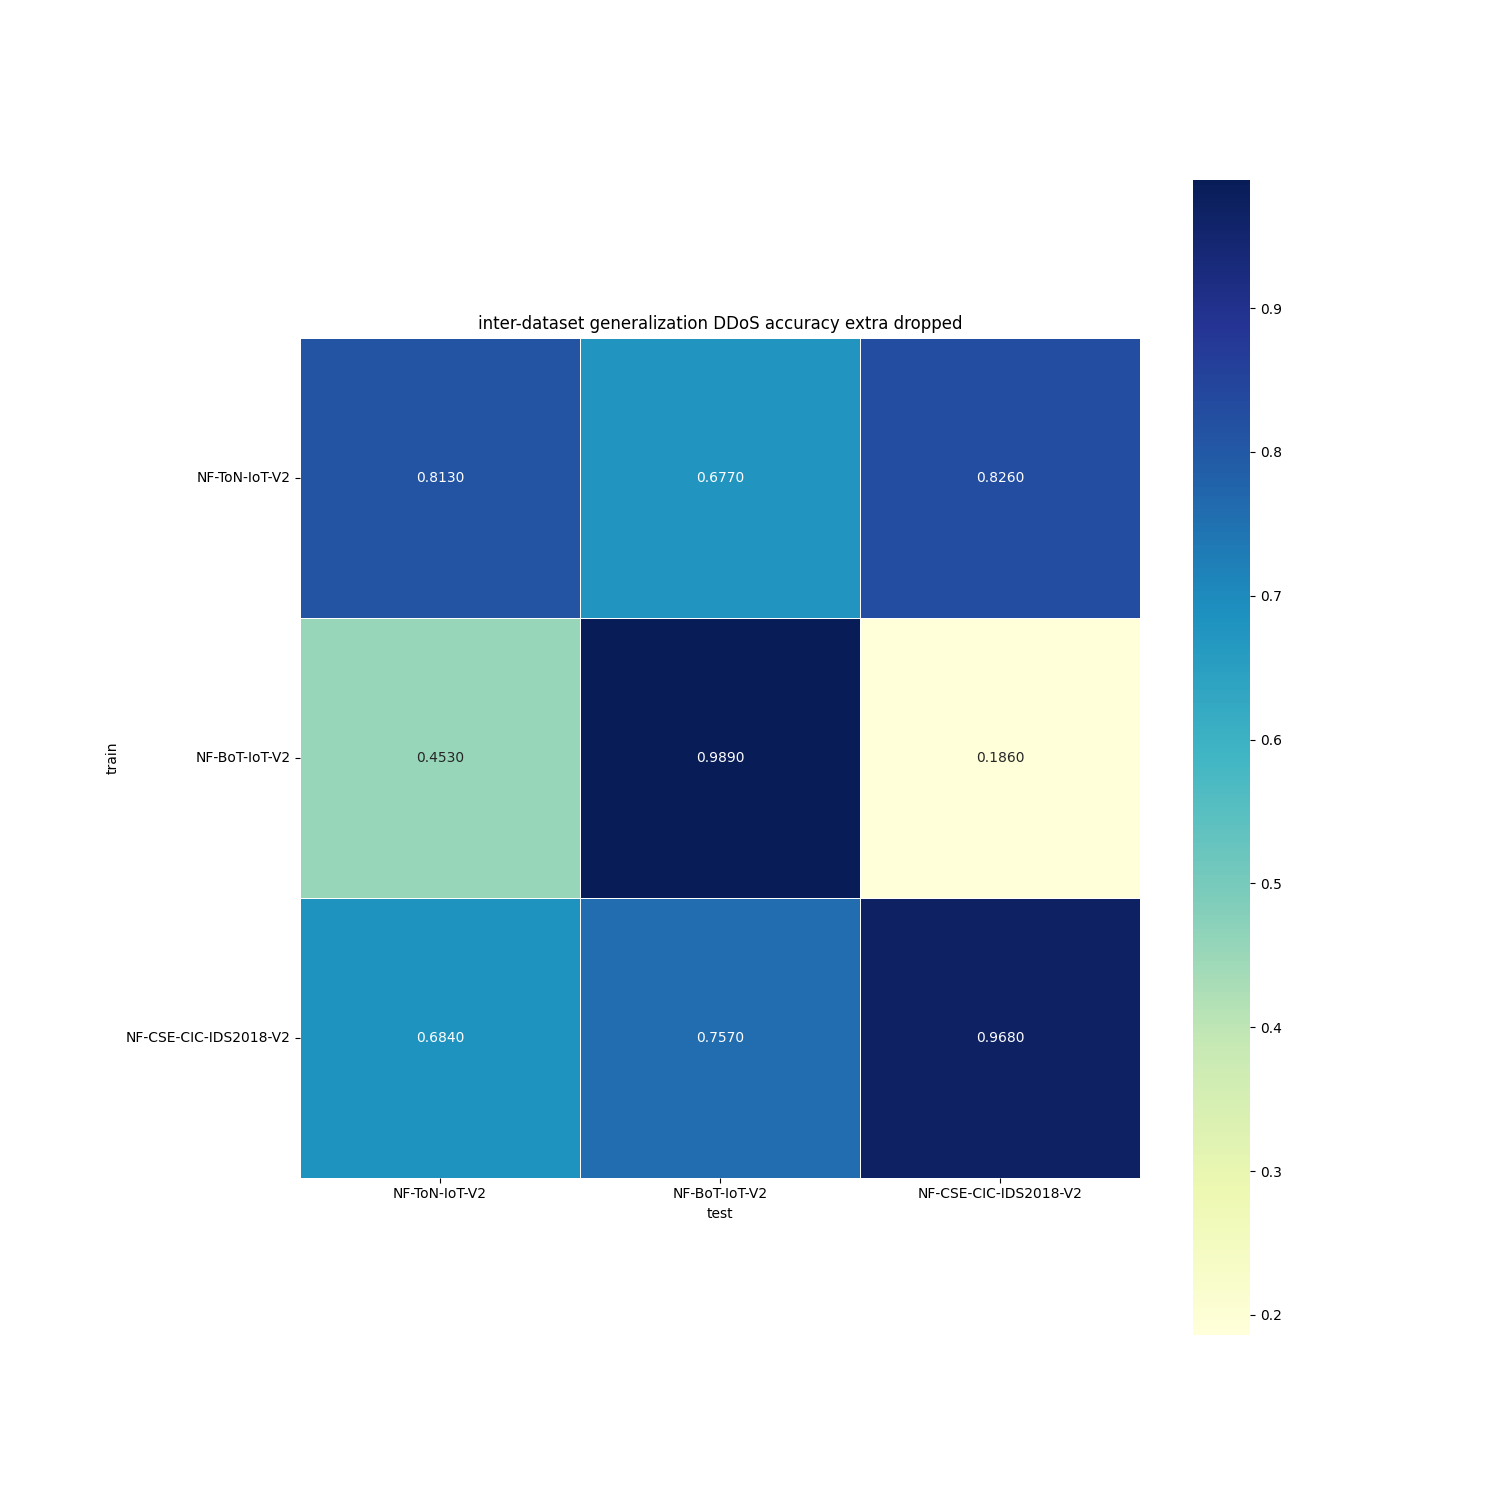 inter-dataset generalization DDoS accuracy extra dropped
train
NF-ToN-IoT-V2
0.8130 0.6770 0.8260
NF-BoT-IoT-V2
0.4530 0.9890 0.1860
NF-CSE-CIC-IDS2018-V2
0.6840 0.7570 0.9680
NF-ToN-IoT-V2 NF-BoT-IoT-V2 NF-CSE-CIC-IDS2018-V2
test
0.9
0.8
0.7
0.6
0.5
0.4
0.3
0.2